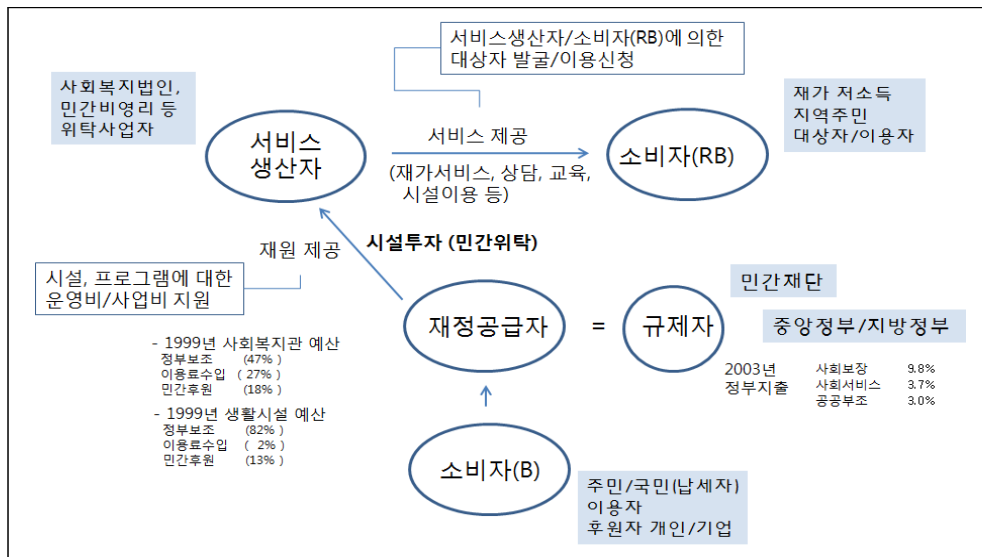 서비스생산자/소비자(RB)에 의한
대상자 발굴/이용신청
사회복지법인,
민간비영리 등
위탁사업자
서비스
생산자
서비스 제공
(재가서비스, 상담, 교육,
시설이용 등)
소비자(RB)
재가 저소득
지역주민
대상자/이용자
재원 제공
시설투자 (민간위탁)
시설, 프로그램에 대한
운영비/사업비 지원
재정공급자
=
규제자
민간재단
중앙정부/지방정부
2003년
정부지출
사회보장 9.8%
사회서비스 3.7%
공공부조 3.0%
- 1999년 사회복지관 예산
정부보조 (47%)
이용료수입 ( 27%)
민간후원 (18%)
- 1999년 생활시설 예산
정부보조 (82%)
이용료수입 ( 2%)
민간후원 (13%)
소비자(B)
주민/국민(납세자)
이용자
후원자 개인/기업